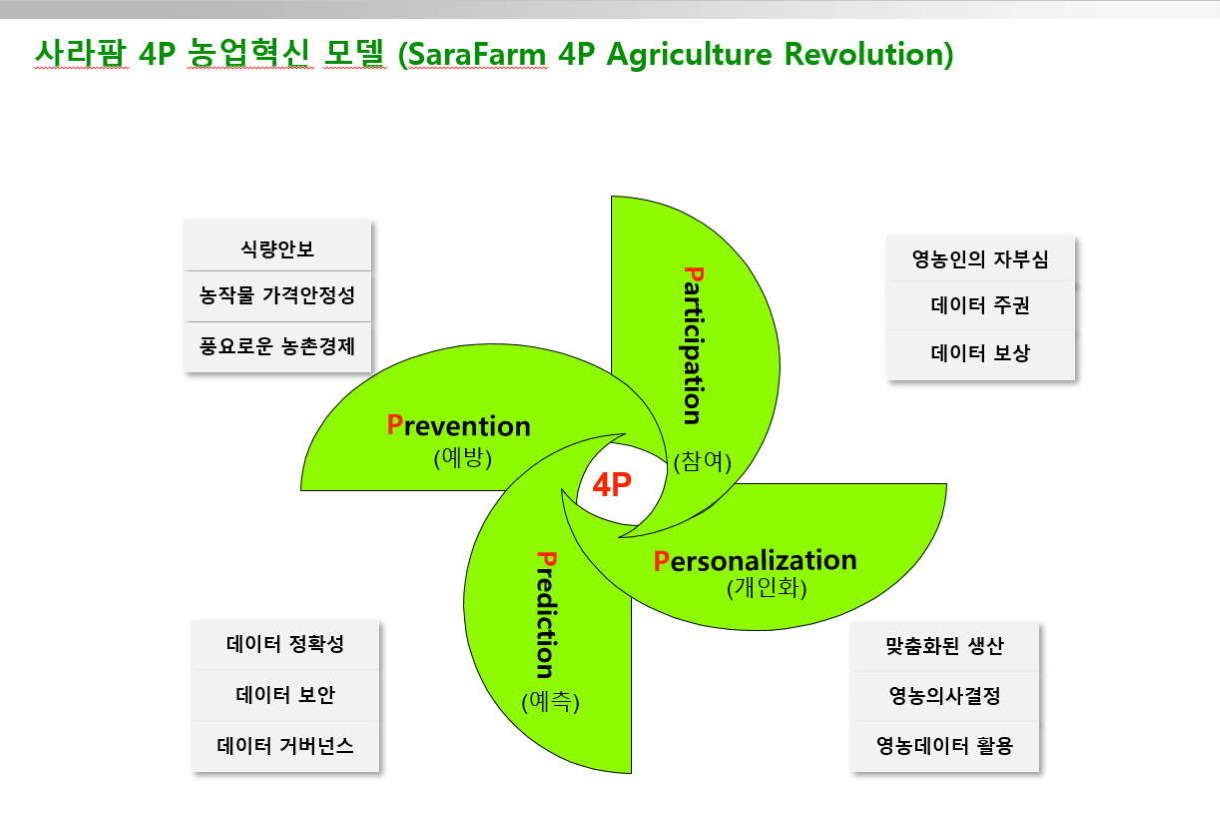 사라팜 4P 농업혁신 모델 (SaraFarm 4P Agriculture Revolution)
식량안보
농작물 가격안정성
풍요로운 농촌경제
영농인의 자부심
데이터 주권
데이터 보상
Participation
(참여)
Prevention
(예방)
4P
Personalization
(개인화)
Prediction
(예측)
데이터 정확성
데이터 보안
데이터 거버넌스
맞춤화된 생산
영농의사결정
영농데이터 활용